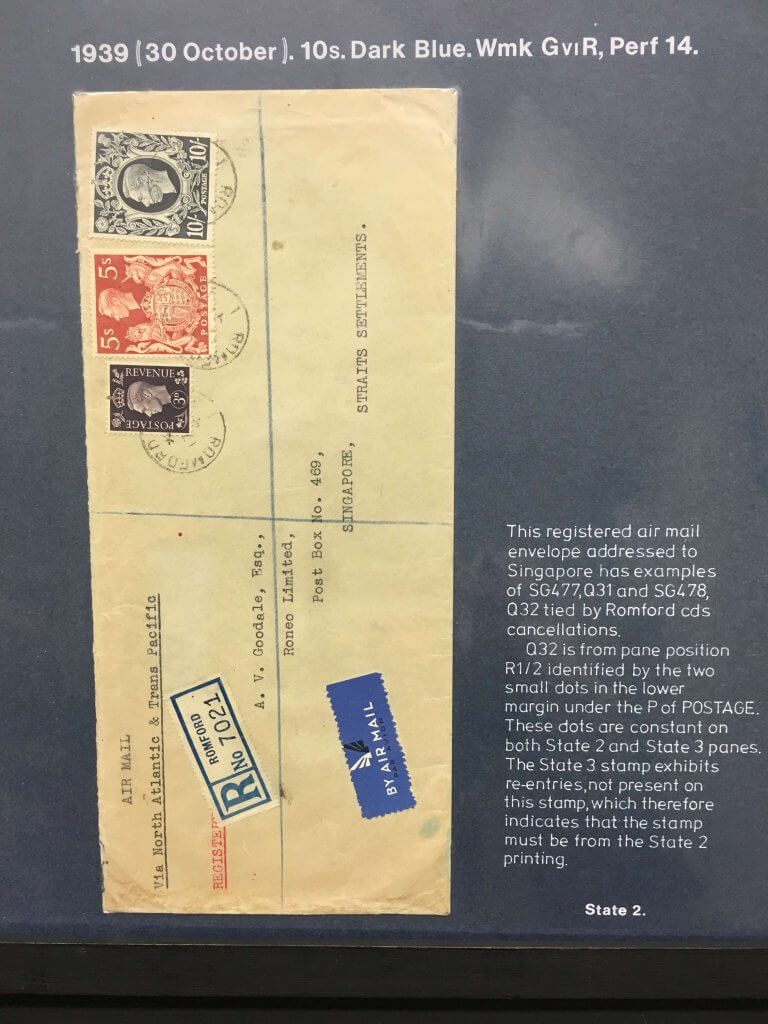 1939 (30 October). 10s. Dark Blue. Wmk GVIR, Perf 14.
10/-
POSTAGE
10/-
5s
5s
POSTAGE
REVENUE
3D
POSTAGE
ROMFORD
AIR MAIL
Via North Atlantic & Trans Pacific
REGISTE
R
ROMFORD
No 7021
A. V. Goodale, Esq.,
Roneo Limited,
Post Box No. 469,
SINGAPORE, STRAITS SETTLEMENTS.
BY AIR MAIL
PAR AVION
This registered air mail
envelope addressed to
Singapore has examples
of SG477,Q31 and SG478,
Q32 tied by Romford cds
cancellations.
Q32 is from pane position
R1/2 identified by the two
small dots in the lower
margin under the P of POSTAGE.
These dots are constant on
both State 2 and State 3 panes.
The State 3 stamp exhibits
re-entries, not present on
this stamp, which therefore
indicates that the stamp
must be from the State 2
printing.
State 2.